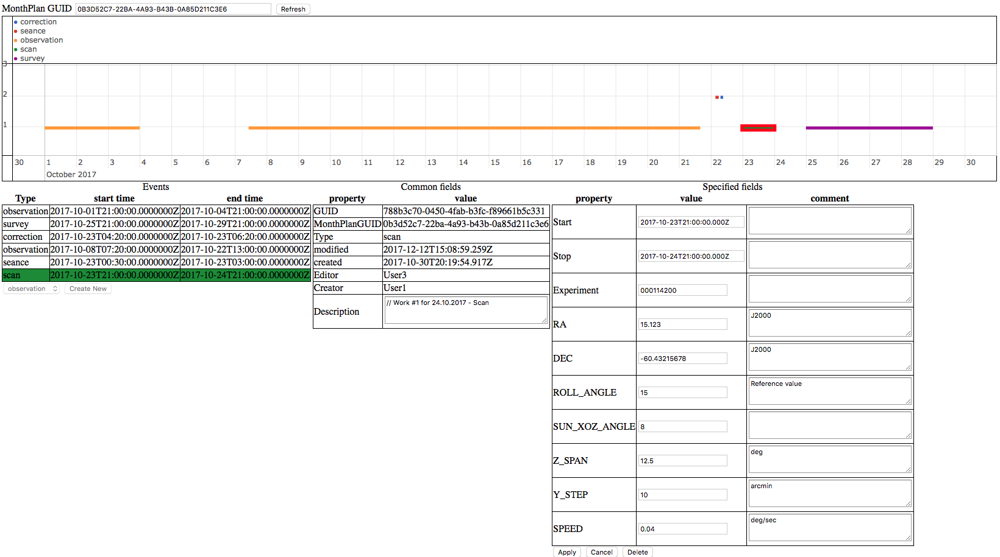 MonthPlan GUID 0B3D52C7-22BA-4A93-B43B-0A85D211C3E6 Refresh
correction
seance
observation
scan
survey
3
2
1
30 1 2 3 4 5 6 7 8 9 10 11 12 13 14 15 16 17 18 19 20 21 22 23 24 25 26 27 28 29 30
October 2017
Events
Type start time end time
observation 2017-10-01T21:00:00.0000000Z 2017-10-04T21:00:00.0000000Z
survey 2017-10-25T21:00:00.0000000Z 2017-10-29T21:00:00.0000000Z
correction 2017-10-23T04:20:00.0000000Z 2017-10-23T06:20:00.0000000Z
observation 2017-10-08T07:20:00.0000000Z 2017-10-22T13:00:00.0000000Z
seance 2017-10-23T00:30:00.0000000Z 2017-10-23T03:00:00.0000000Z
scan 2017-10-23T21:00:00.0000000Z 2017-10-24T21:00:00.0000000Z
observation Create New
Common fields
property value
GUID 788b3c70-0450-4fab-b3fc-f89661b5c331
MonthPlanGUID 0b3d52c7-22ba-4a93-b43b-0a85d211c3e6
Type scan
modified 2017-12-12T15:08:59.259Z
created 2017-10-30T20:19:54.917Z
Editor User3
Creator User1
Description // Work #1 for 24.10.2017 - Scan
Specified fields
property value comment
Start 2017-10-23T21:00:00.000Z
Stop 2017-10-24T21:00:00.000Z
Experiment 000114200
RA 15.123 J2000
DEC -60.43215678 J2000
ROLL_ANGLE 15 Reference value
SUN_XOZ_ANGLE 8
Z_SPAN 12.5 deg
Y_STEP 10 arcmin
SPEED 0.04 deg/sec
Apply Cancel Delete